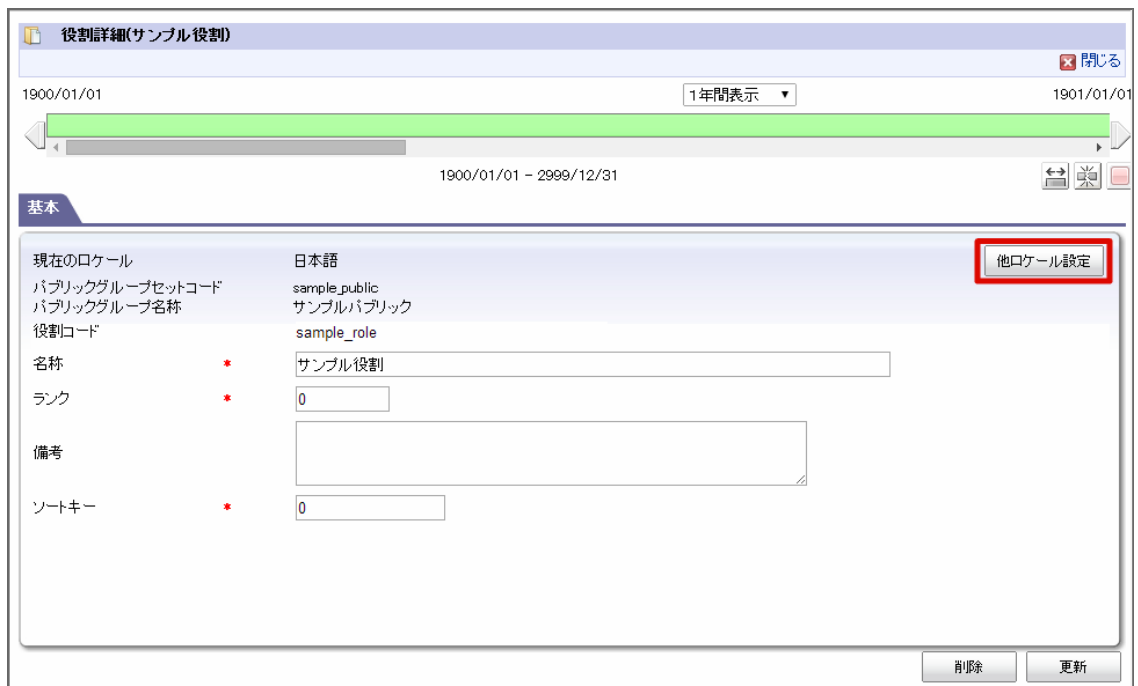 役割詳細(サンプル役割)
閉じる
1900/01/01 1年間表示 1901/01/01
1900/01/01 - 2999/12/31
基本
現在のロケール 日本語 他ロケール設定
パブリックグループセットコード sample_public
パブリックグループ名称 サンプルパブリック
役割コード sample_role
名称 * サンプル役割
ランク * 0
備考
ソートキー * 0
削除 更新